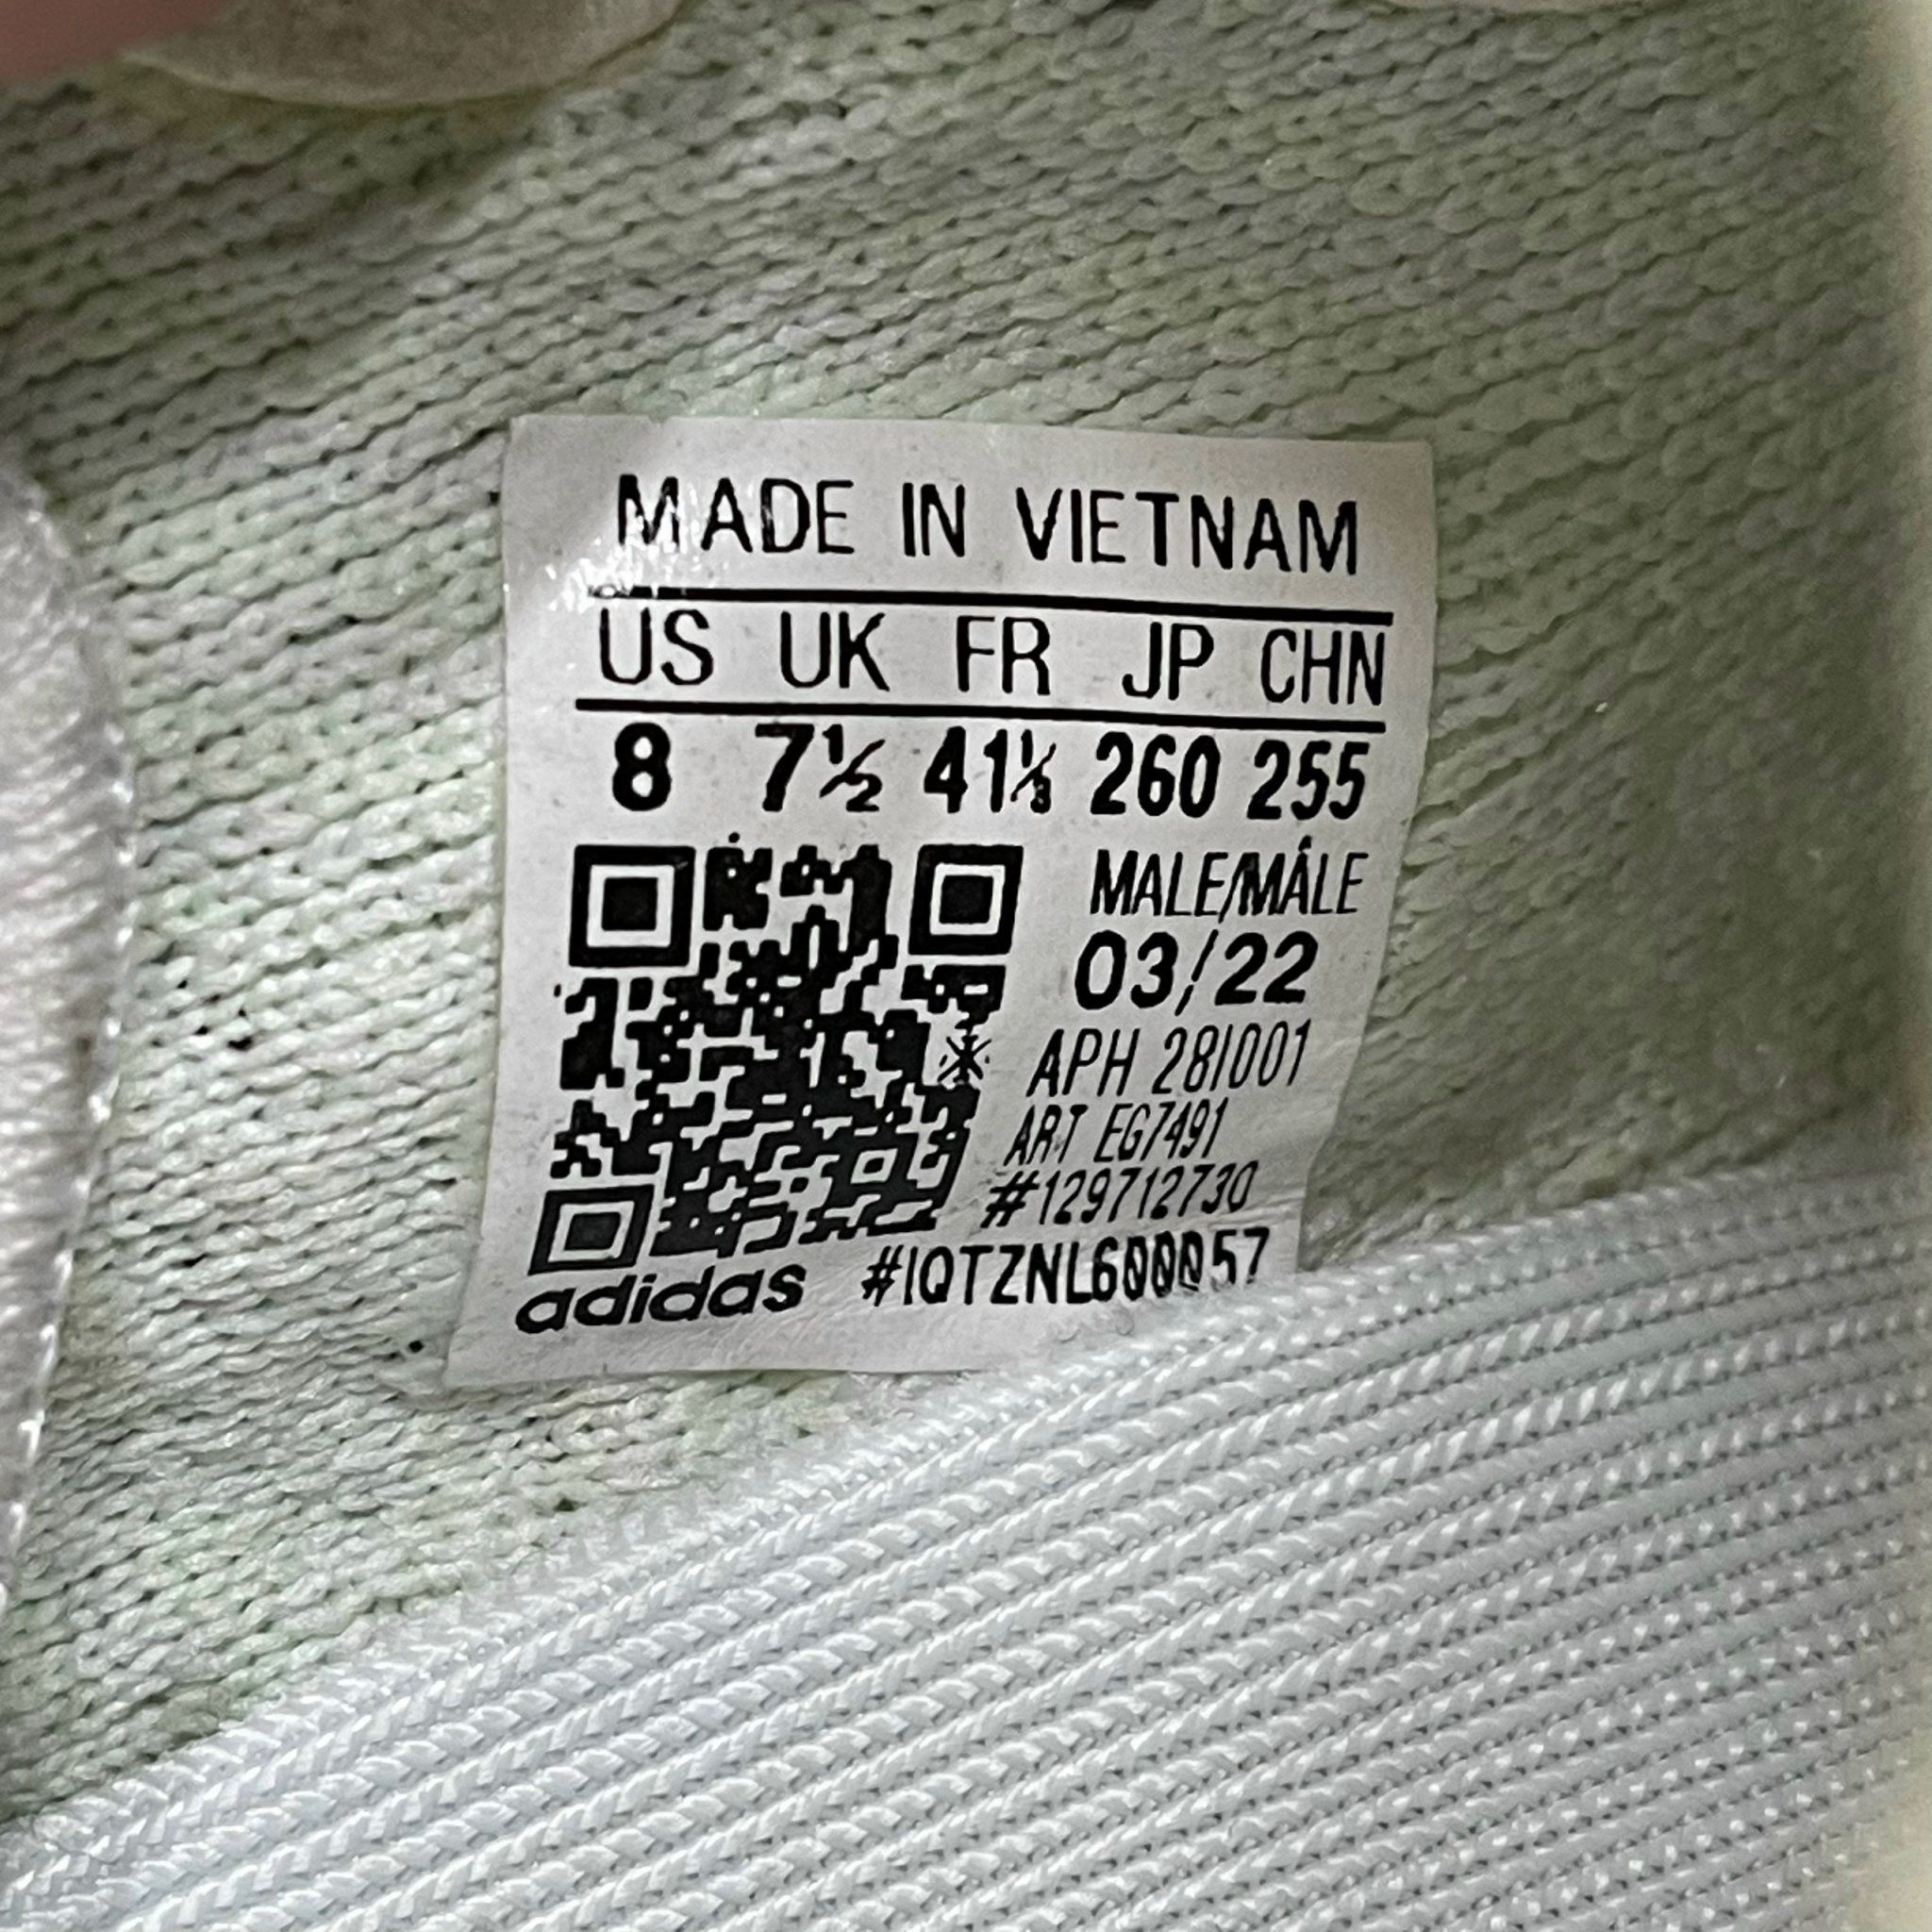 MADE IN VIETNAM
US UK FR JP CHN
8 7½ 41⅓ 260 255
MALE/MÂLE
03/22
APH 281001
ART EG7491
#129712730
adidas #IQTZNL600057